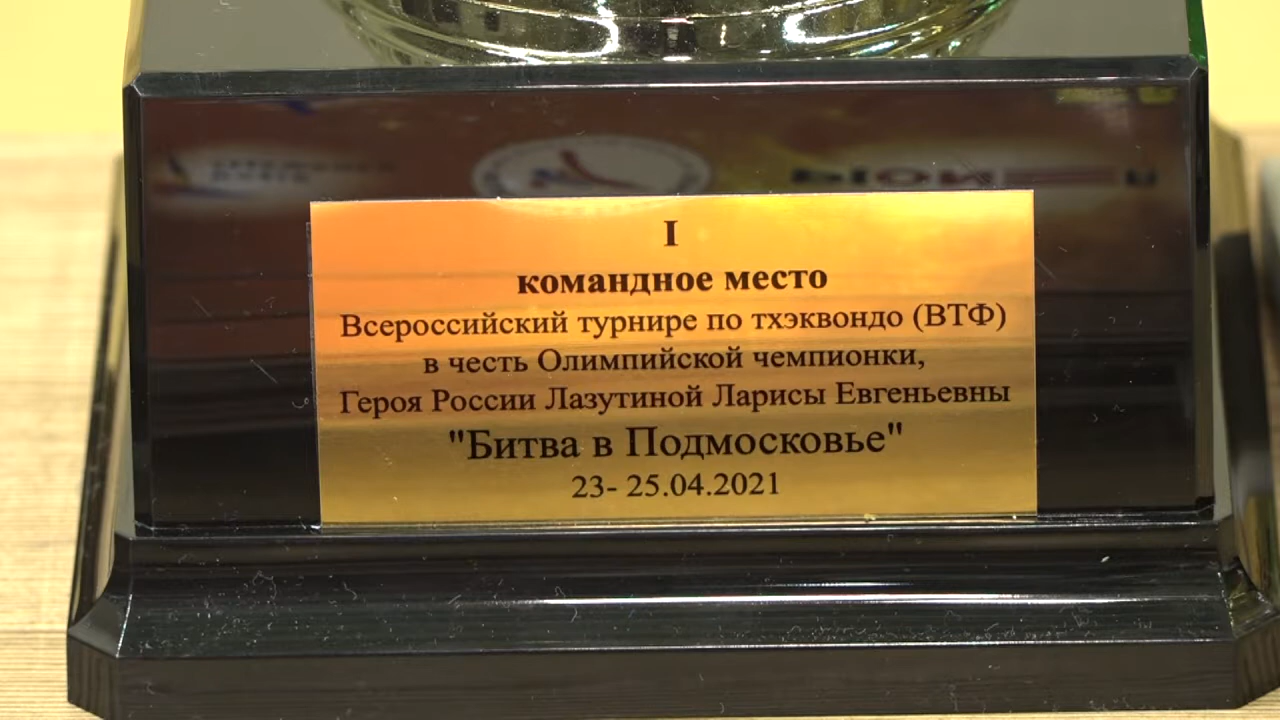 I
командное место
Всероссийский турнире по тхэквондо (ВТФ)
в честь Олимпийской чемпионки,
Героя России Лазутиной Ларисы Евгеньевны
"Битва в Подмосковье"
23- 25.04.2021